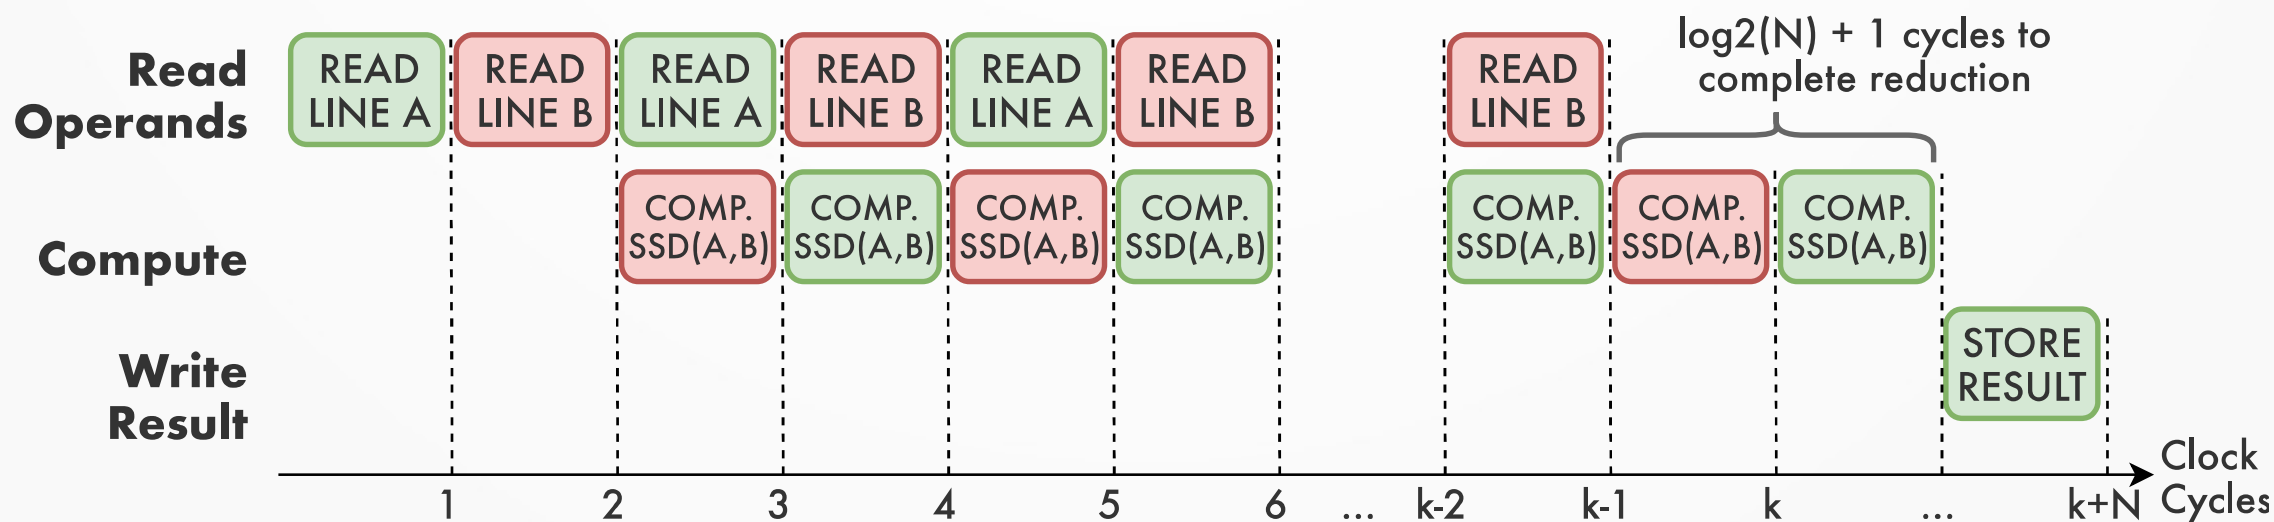 Read
Operands
READ
LINE A
READ
LINE B
READ
LINE A
READ
LINE B
READ
LINE A
READ
LINE B
READ
LINE B
log2(N) + 1 cycles to
complete reduction
Compute
COMP.
SSD(A,B)
COMP.
SSD(A,B)
COMP.
SSD(A,B)
COMP.
SSD(A,B)
COMP.
SSD(A,B)
COMP.
SSD(A,B)
COMP.
SSD(A,B)
Write
Result
STORE
RESULT
1 2 3 4 5 6 ... k-2 k-1 k ... k+N
Clock
Cycles